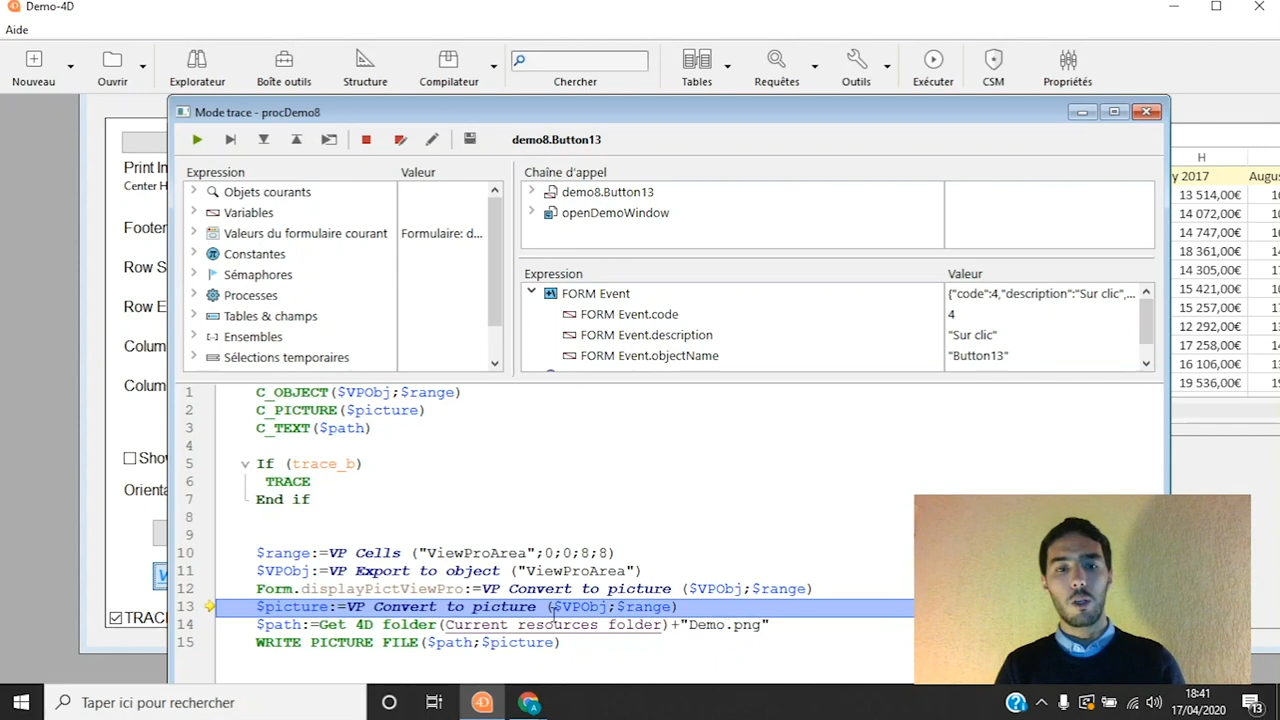 Demo-4D
Aide
Nouveau
Ouvrir
Explorateur
Boîte outils
Structure
Compilateur
Chercher
Tables
Requêtes
Outils
Exécuter
CSM
Propriétés
Mode trace - procDemo8
demo8.Button13
Expression Valeur
Objets courants
Variables
Valeurs du formulaire courant Formulaire: d...
Constantes
Sémaphores
Processes
Tables & champs
Ensembles
Sélections temporaires
Chaîne d'appel
demo8.Button13
openDemoWindow
Expression Valeur
FORM Event {"code":4,"description":"Sur clic",...
FORM Event.code 4
FORM Event.description "Sur clic"
FORM Event.objectName "Button13"
1 C_OBJECT($VPObj;$range)
2 C_PICTURE($picture)
3 C_TEXT($path)
4
5 If (trace_b)
6 TRACE
7 End if
8
9
10 $range:=VP Cells ("ViewProArea";0;0;8;8)
11 $VPObj:=VP Export to object ("ViewProArea")
12 Form.displayPictViewPro:=VP Convert to picture ($VPObj;$range)
13 $picture:=VP Convert to picture ($VPObj;$range)
14 $path:=Get 4D folder(Current resources folder)+"Demo.png"
15 WRITE PICTURE FILE($path;$picture)
Print In
Center H
Footer
Row S
Row E
Colum
Colum
Sho
Orienta
TRAC
H
y 2017 Augus
13 514,00€
14 072,00€
14 747,00€
18 361,00€
14 305,00€
15 421,00€
15 257,00€
12 292,00€
17 258,00€
16 106,00€
19 536,00€
Taper ici pour rechercher
18:41
17/04/2020
13